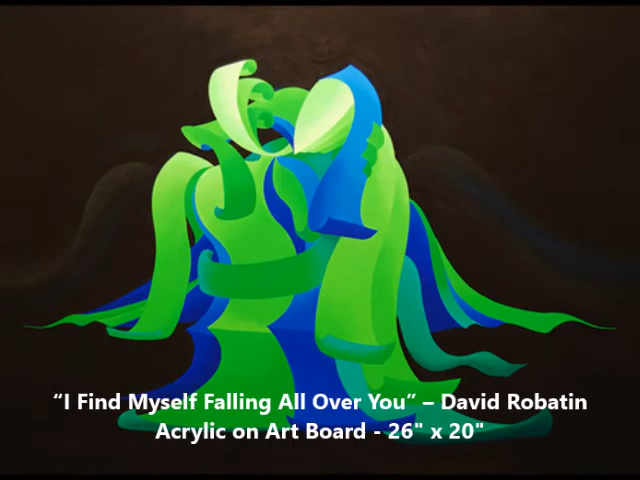 “I Find Myself Falling All Over You” – David Robatin
Acrylic on Art Board - 26" x 20"